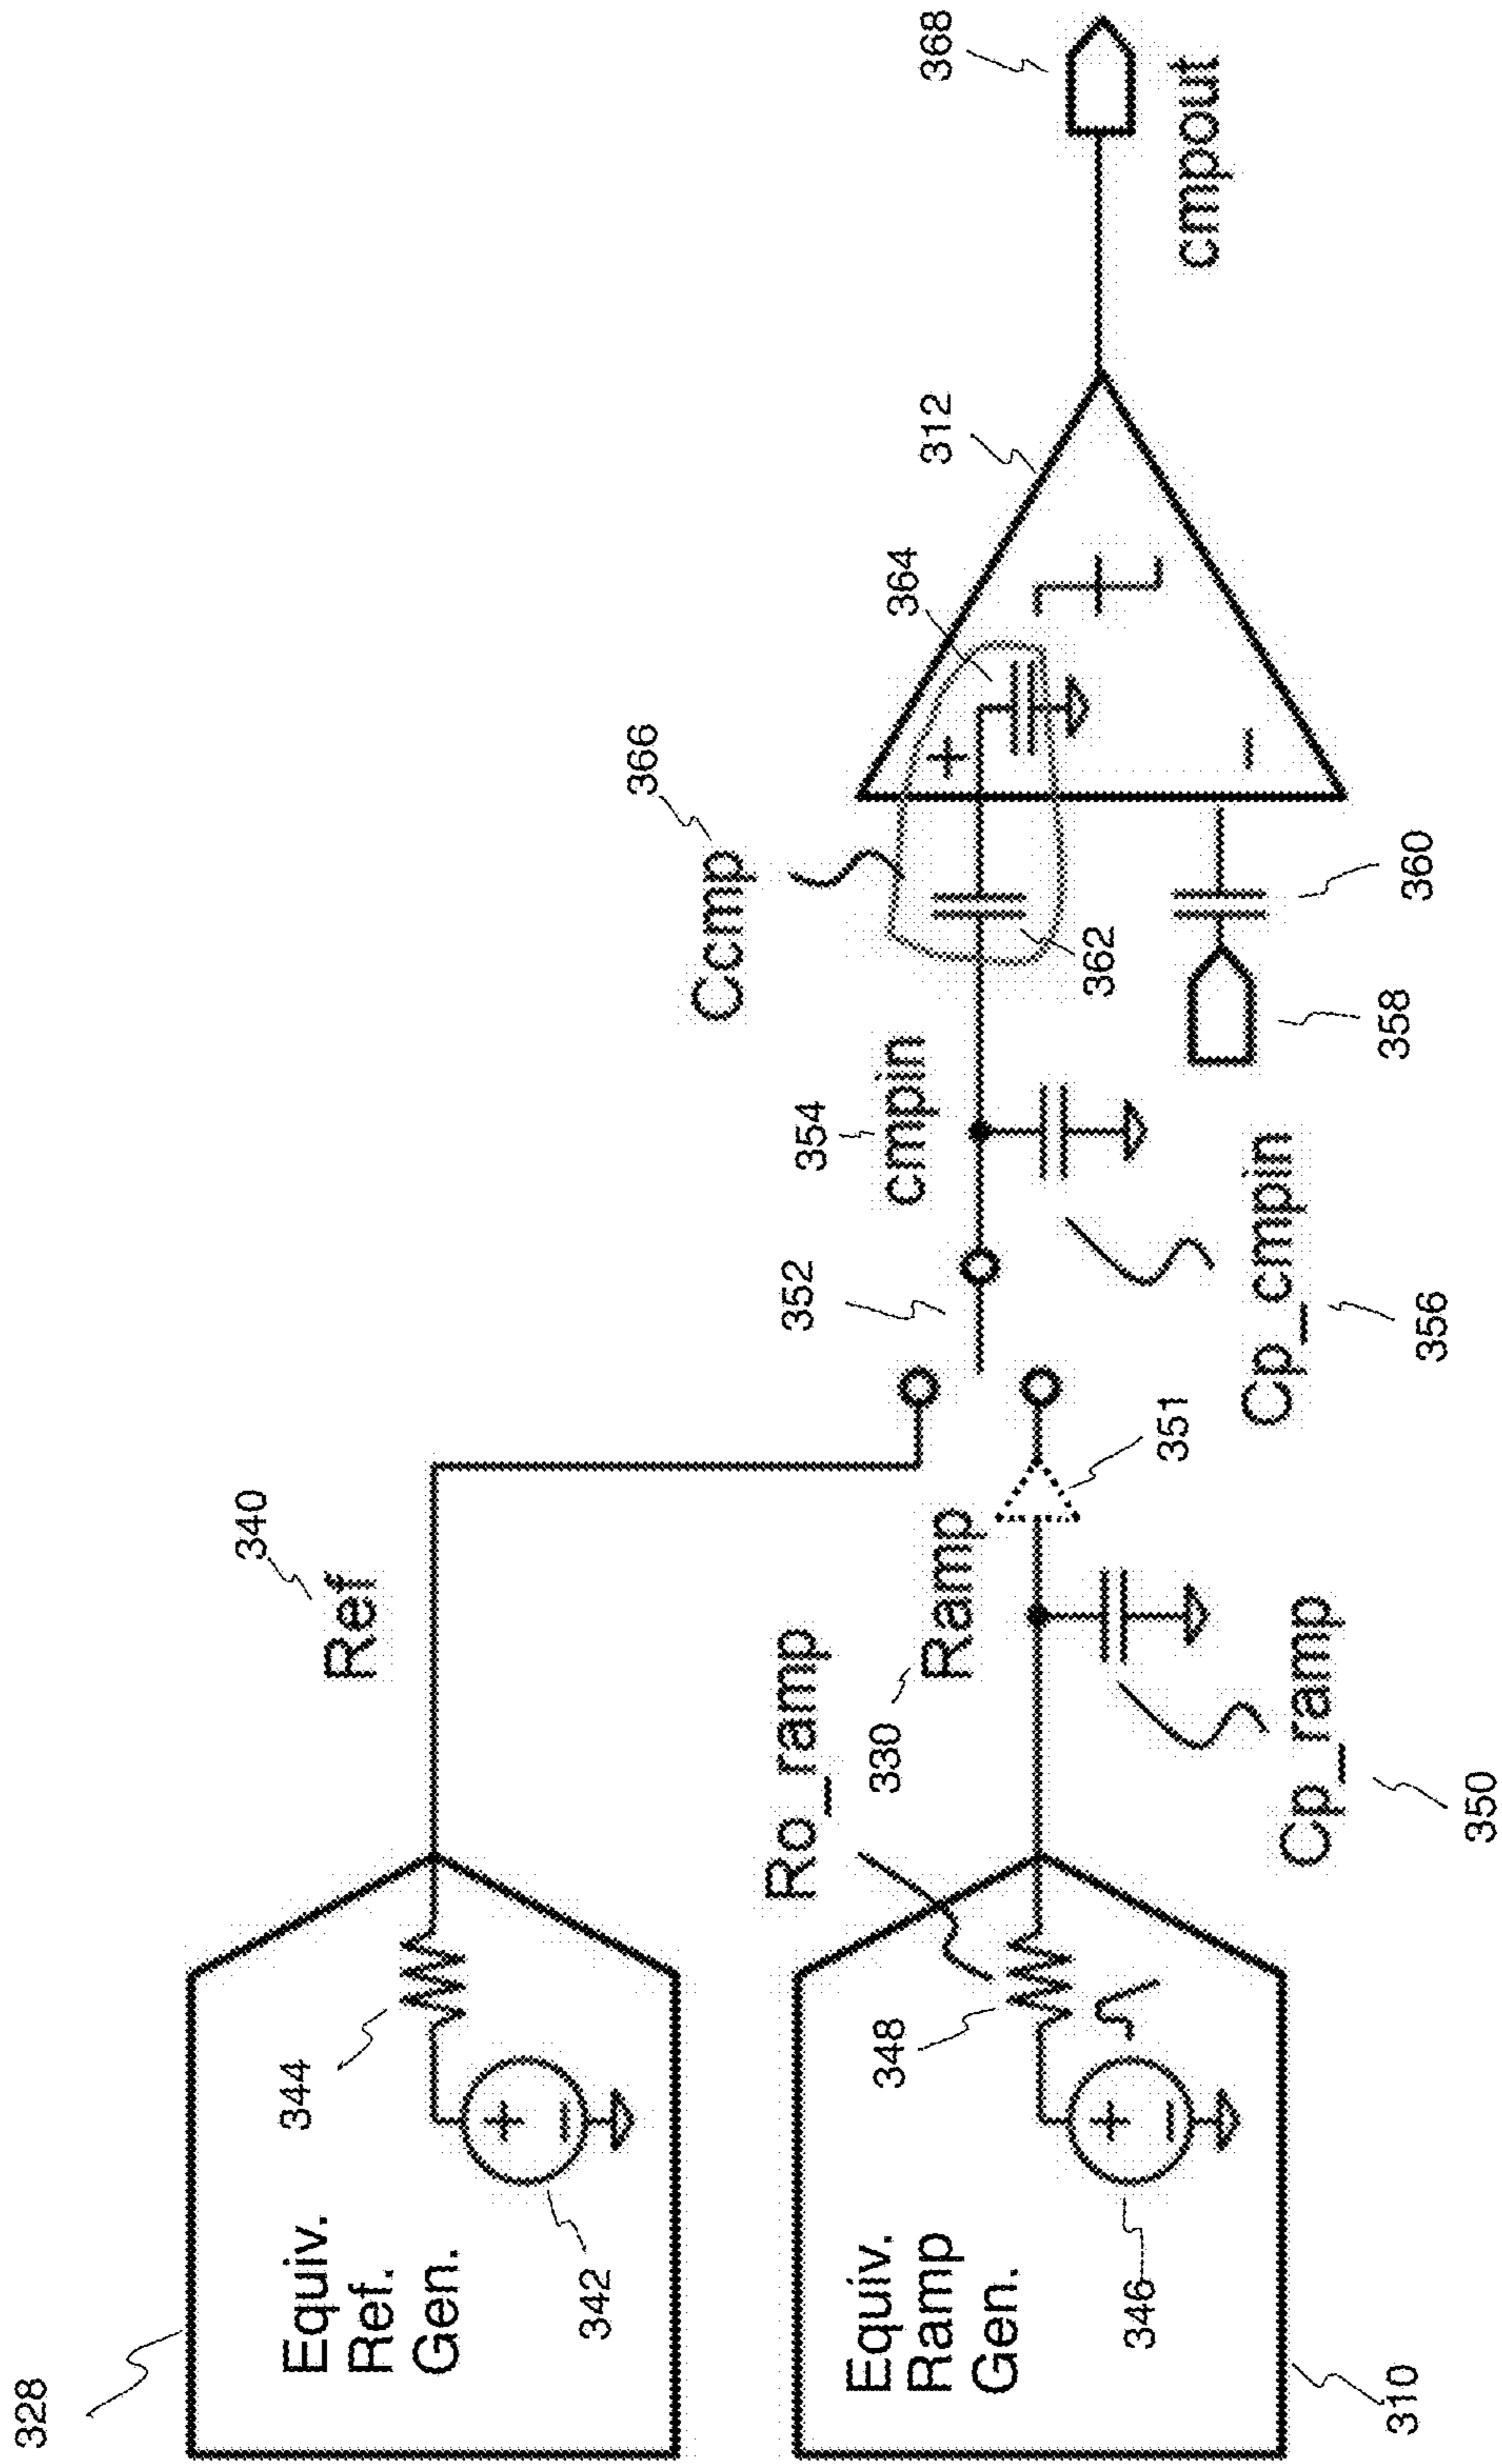 328
Equiv.
Ref.
Gen.
342
344
340
Ref
310
Equiv.
Ramp
Gen.
346
348
Ro_ramp
330
Ramp
Cp_ramp
350
351
352
354
cmpin
Cp_cmpin
356
Ccmp
366
362
364
358
360
+
−
312
368
cmpout